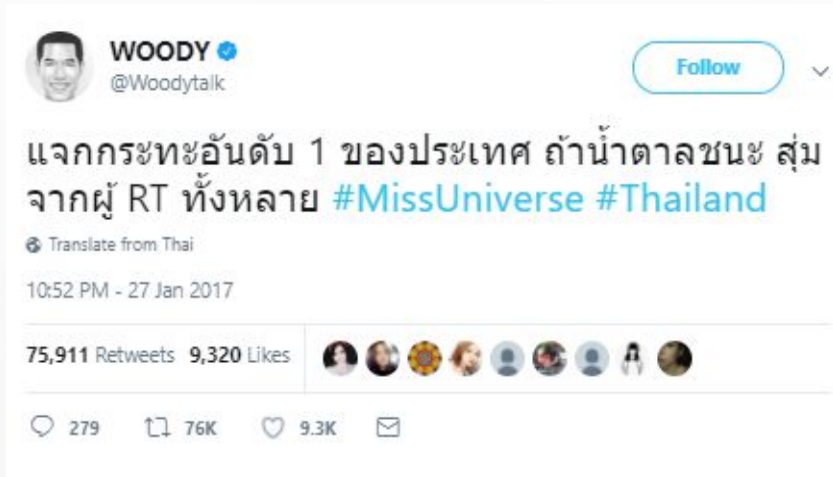 WOODY
@Woodytalk
Follow
แจกกระทะอันดับ 1 ของประเทศ ถ้าน้ำตาลชนะ สุ่ม
จากผู้ RT ทั้งหลาย #MissUniverse #Thailand
Translate from Thai
10:52 PM - 27 Jan 2017
75,911 Retweets 9,320 Likes
279 76K 9.3K